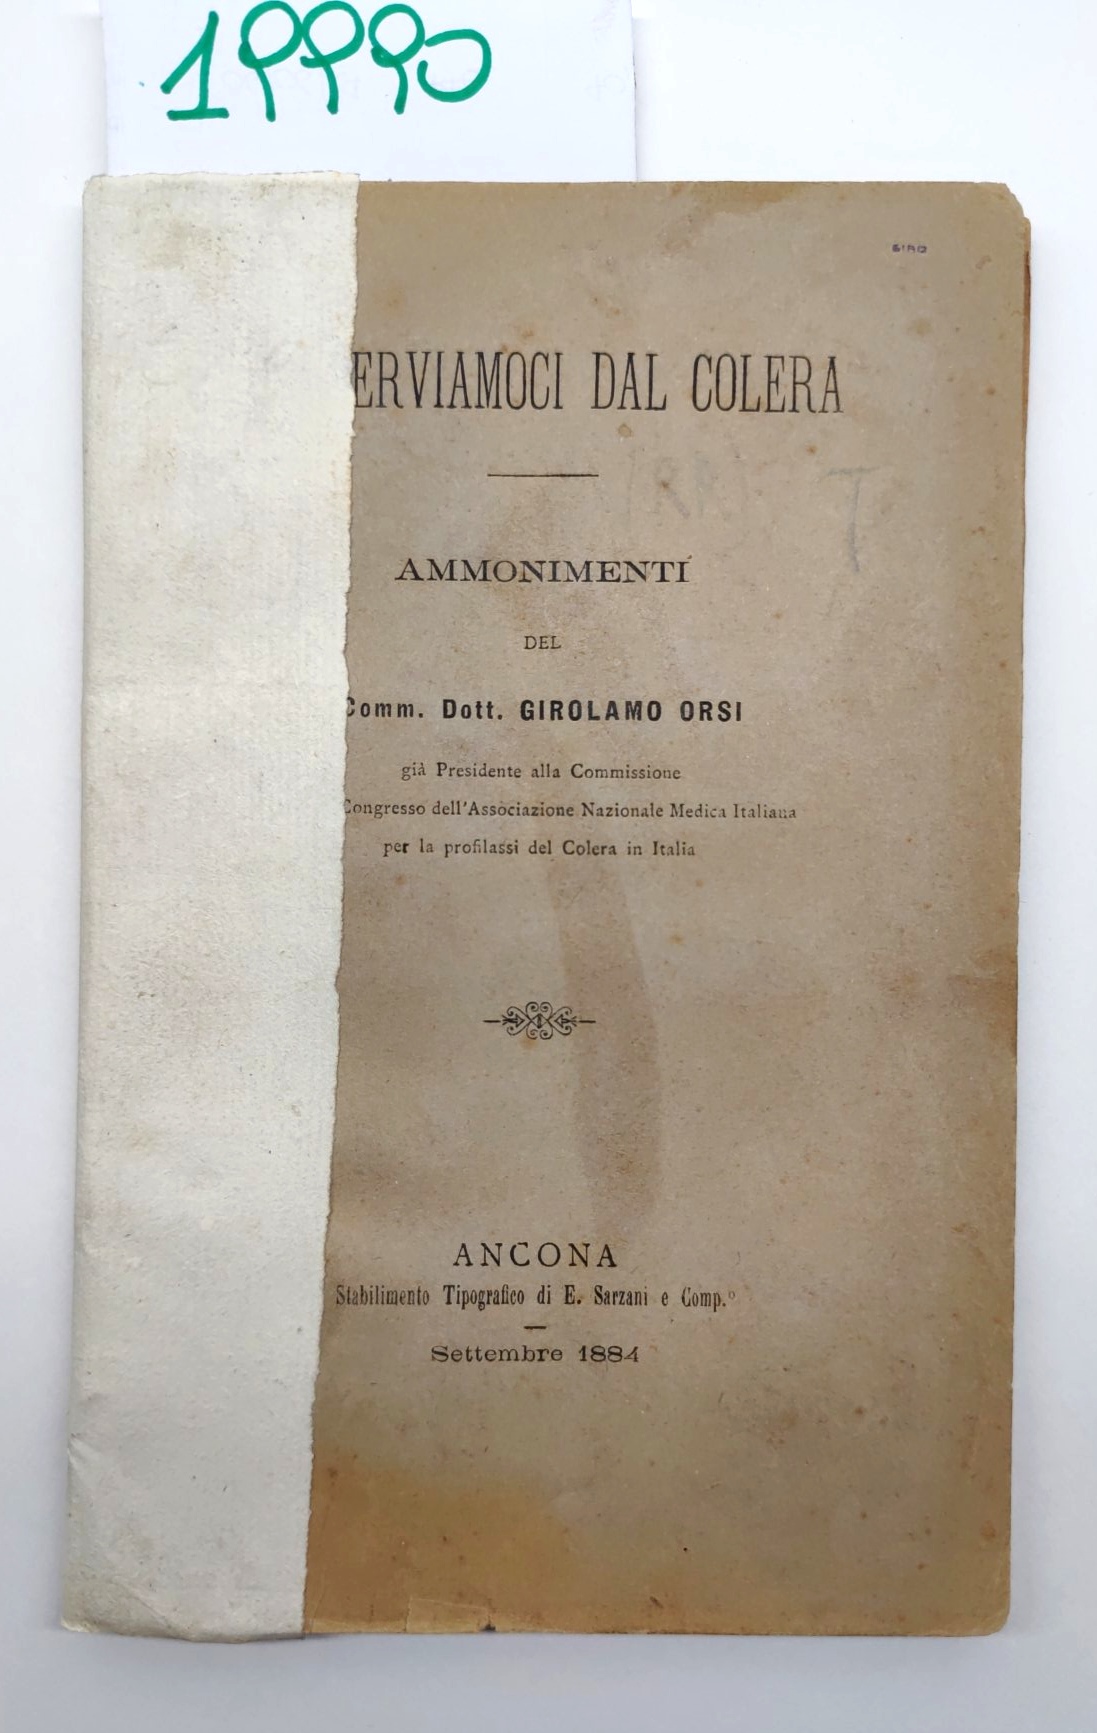 19990
ERVIAMOCI DAL COLERA
AMMONIMENTI
DEL
Comm. Dott. GIROLAMO ORSI
già Presidente alla Commissione
Congresso dell'Associazione Nazionale Medica Italiana
per la profilassi del Colera in Italia
ANCONA
Stabilimento Tipografico di E. Sarzani e Comp.º
Settembre 1884